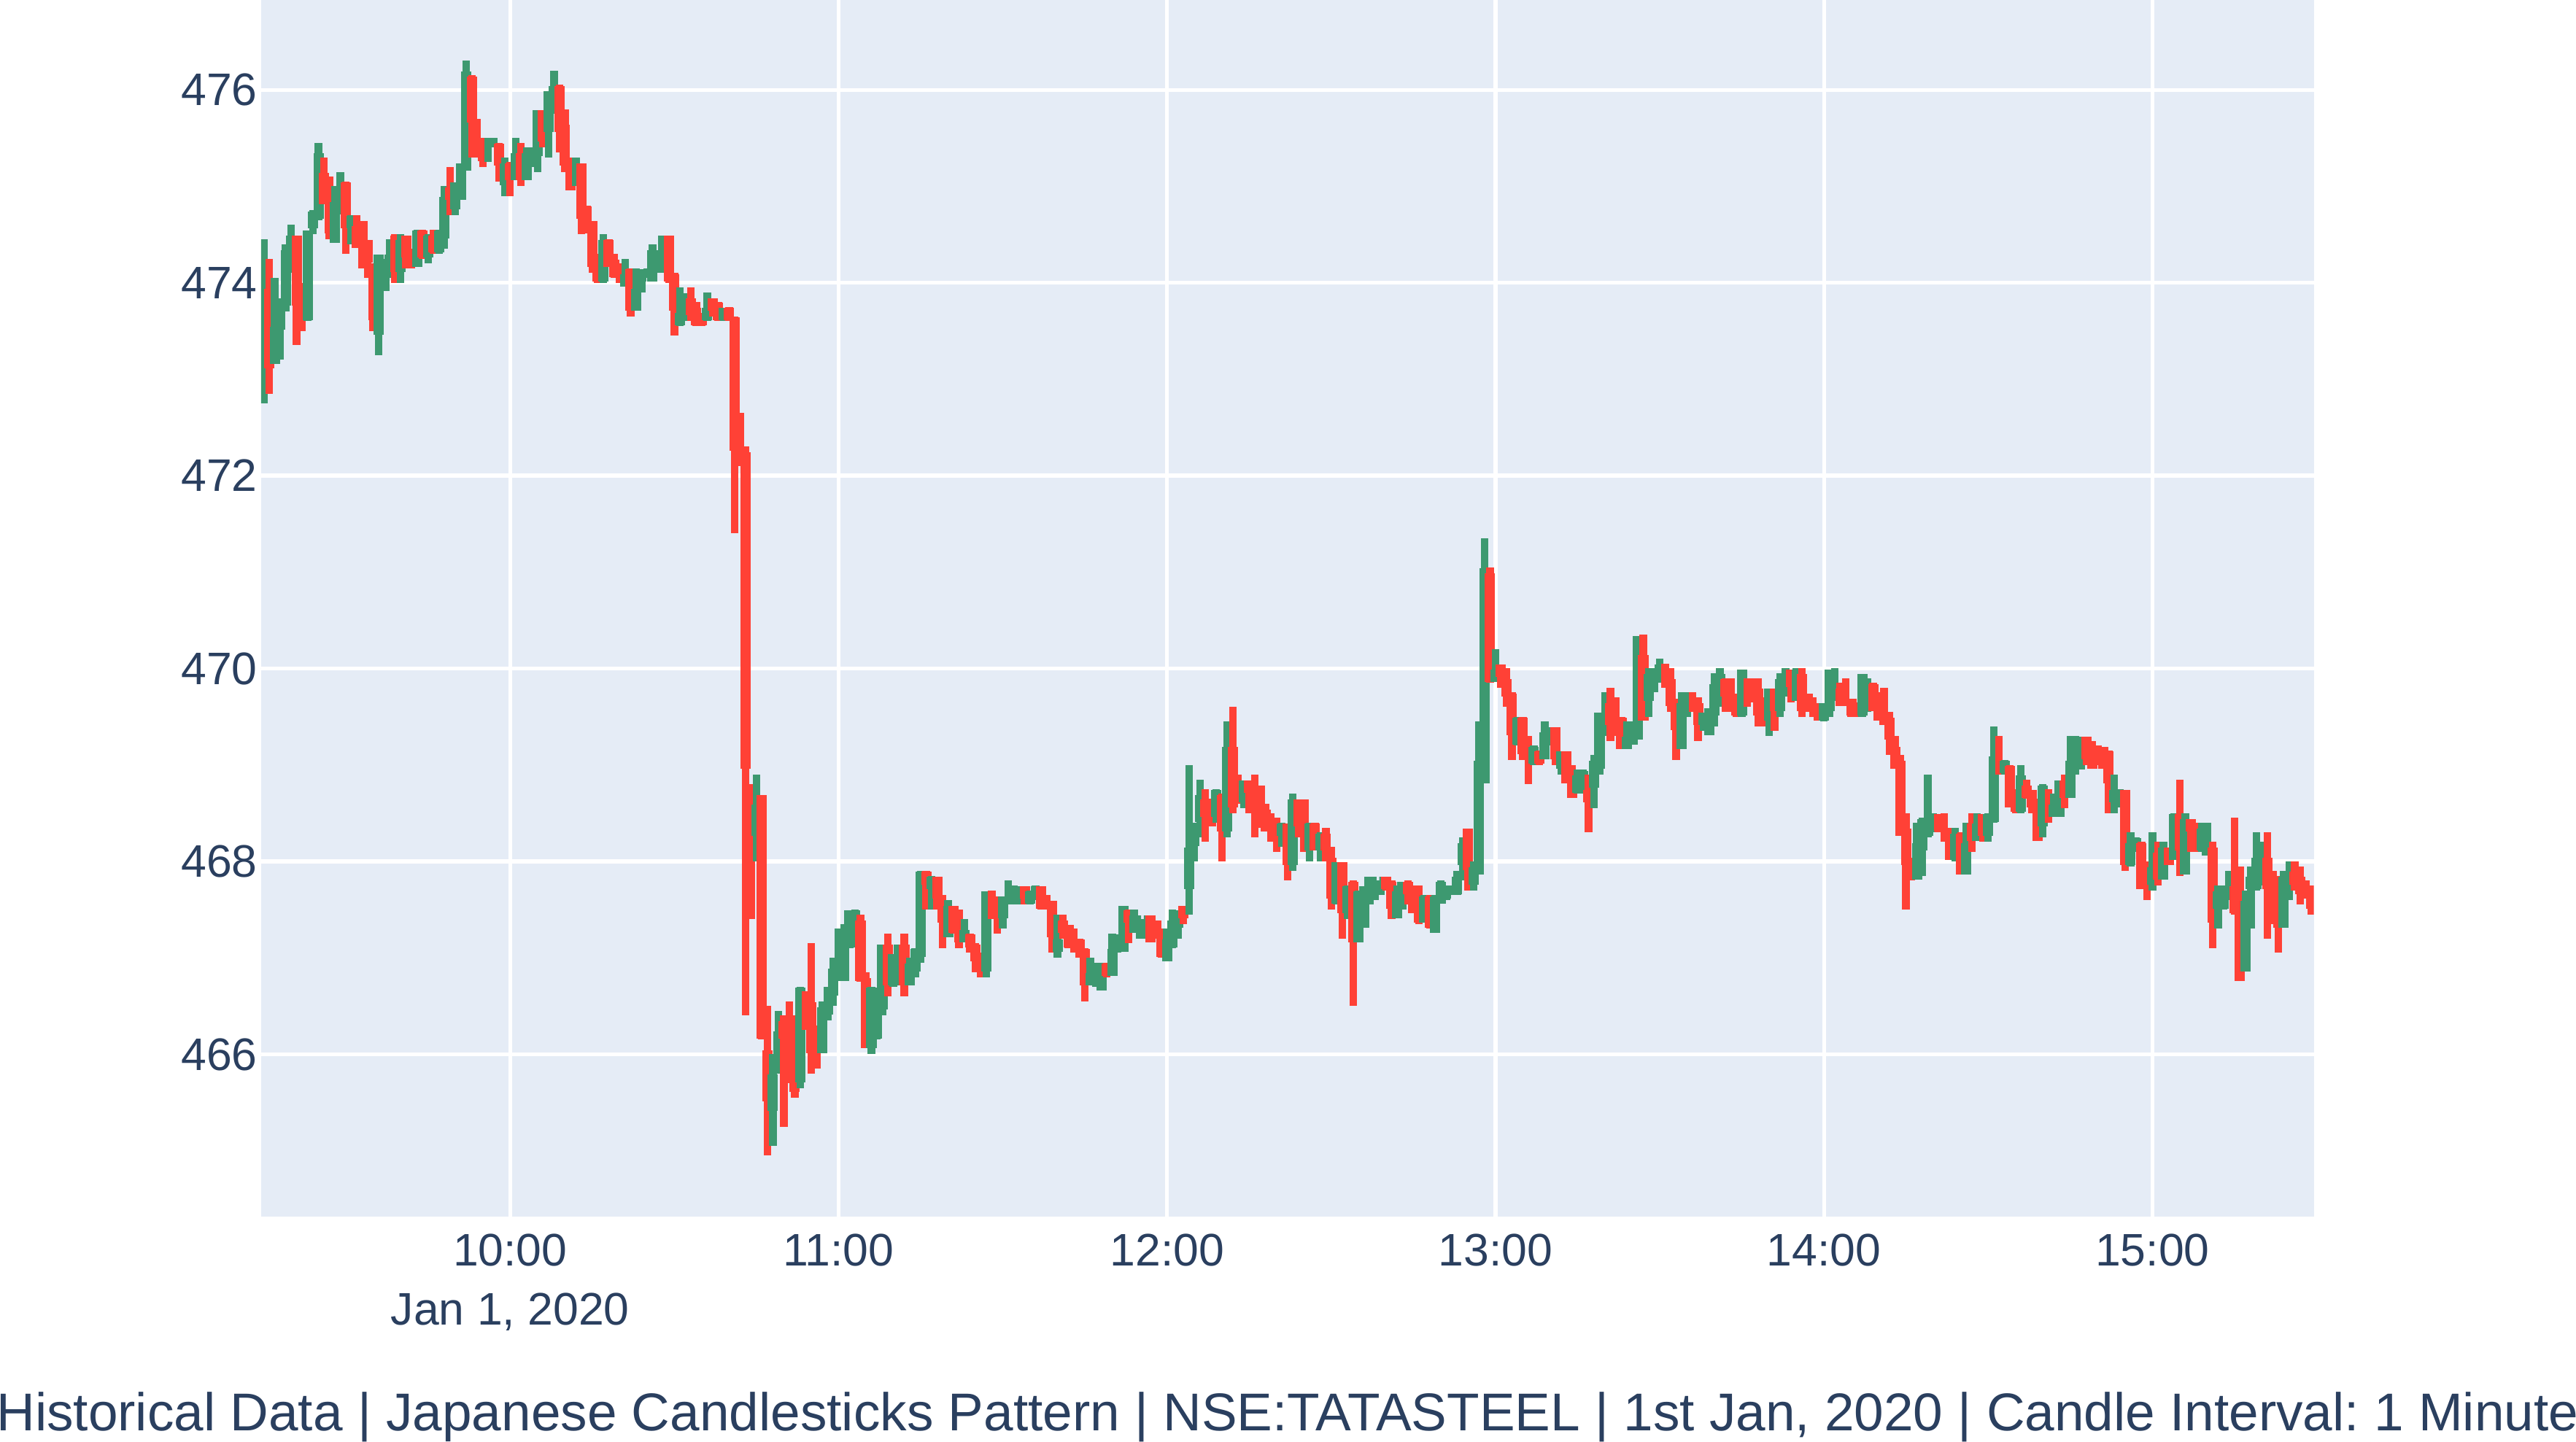 476
474
472
470
468
466
10:00 11:00 12:00 13:00 14:00 15:00
Jan 1, 2020
Historical Data | Japanese Candlesticks Pattern | NSE:TATASTEEL | 1st Jan, 2020 | Candle Interval: 1 Minute